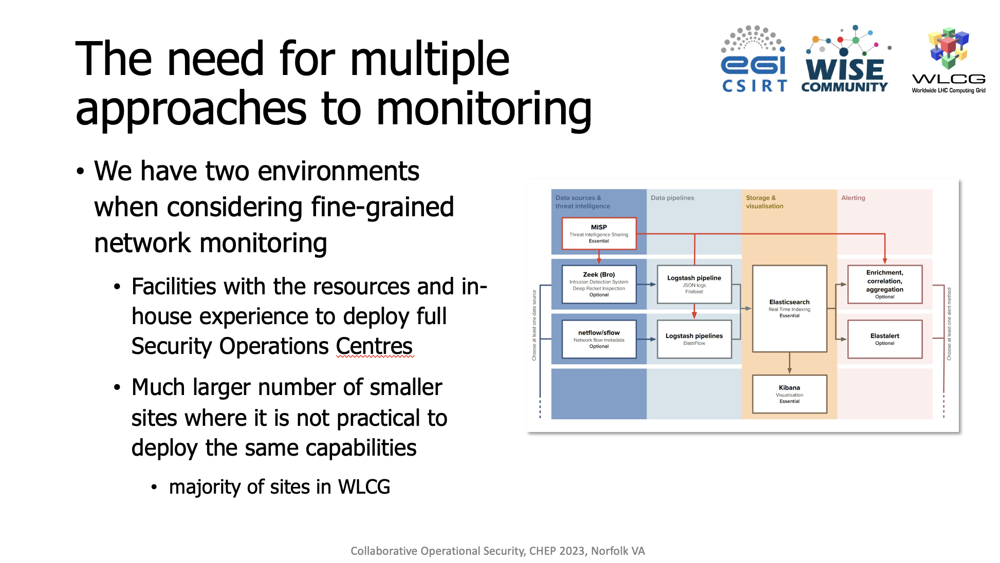 The need for multiple
approaches to monitoring
egi
CSIRT
WISE
COMMUNITY
WLCG
Worldwide LHC Computing Grid
• We have two environments
when considering fine-grained
network monitoring
• Facilities with the resources and in-
house experience to deploy full
Security Operations Centres
• Much larger number of smaller
sites where it is not practical to
deploy the same capabilities
• majority of sites in WLCG
Data sources &
threat intelligence
Data pipelines
Storage &
visualisation
Alerting
MISP
Threat Intelligence Sharing
Essential
Zeek (Bro)
Intrusion Detection System
Deep Packet Inspection
Optional
Logstash pipeline
JSON logs
Filebeat
Elasticsearch
Real Time Indexing
Essential
Enrichment,
correlation,
aggregation
Optional
netflow/sflow
Network flow metadata
Optional
Logstash pipelines
ElastiFlow
Elastalert
Optional
Kibana
Visualisation
Essential
Choose at least one data source
Choose at least one alert method
Collaborative Operational Security, CHEP 2023, Norfolk VA